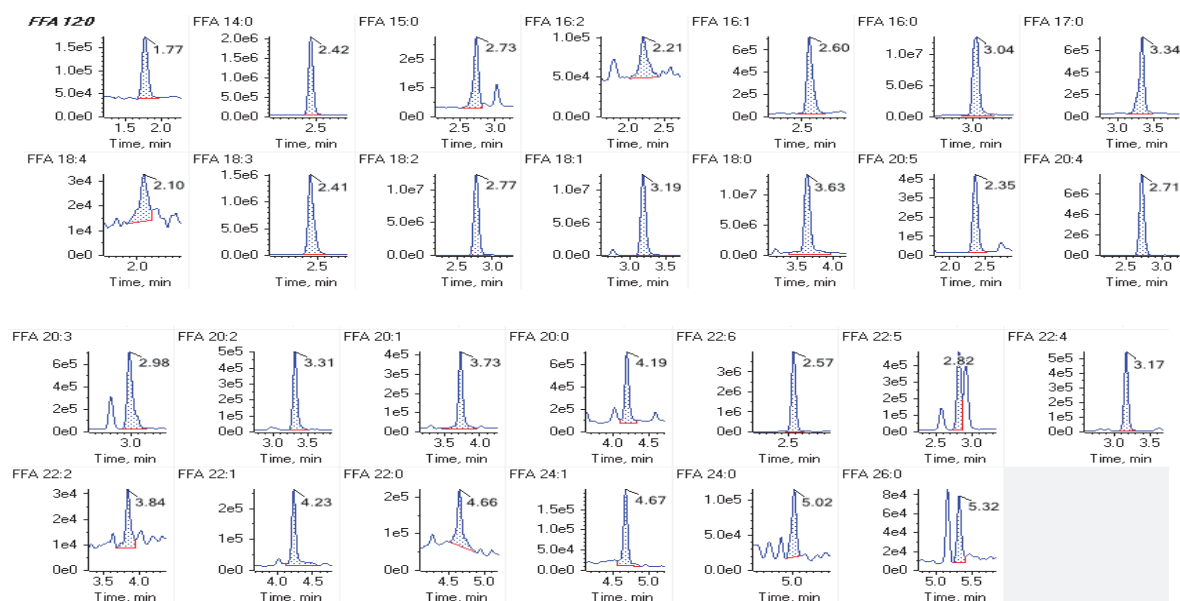 FFA 12:0
1.77
1.5e5
1.0e5
5.0e4
0.0e0
1.5 2.0
Time, min
FFA 14:0
2.42
2.0e6
1.5e6
1.0e6
5.0e5
0.0e0
2.5
Time, min
FFA 15:0
2.73
2e5
1e5
0e0
2.5 3.0
Time, min
FFA 16:2
2.21
1.0e5
5.0e4
0.0e0
2.0 2.5
Time, min
FFA 16:1
2.60
6e5
4e5
2e5
0e0
2.5
Time, min
FFA 16:0
3.04
1.0e7
5.0e6
0.0e0
3.0
Time, min
FFA 17:0
3.34
6e5
4e5
2e5
0e0
3.0 3.5
Time, min
FFA 18:4
2.10
3e4
2e4
1e4
0e0
2.0
Time, min
FFA 18:3
2.41
1.5e6
1.0e6
5.0e5
0.0e0
2.5
Time, min
FFA 18:2
2.77
1.0e7
5.0e6
0.0e0
2.5 3.0
Time, min
FFA 18:1
3.19
1.0e7
5.0e6
0.0e0
3.0 3.5
Time, min
FFA 18:0
3.63
1.0e7
5.0e6
0.0e0
3.5 4.0
Time, min
FFA 20:5
2.35
4e5
3e5
2e5
1e5
0e0
2.0 2.5
Time, min
FFA 20:4
2.71
6e6
4e6
2e6
0e0
2.5 3.0
Time, min
FFA 20:3
2.98
6e5
4e5
2e5
0e0
3.0
Time, min
FFA 20:2
3.31
5e5
4e5
3e5
2e5
1e5
0e0
3.0 3.5
Time, min
FFA 20:1
3.73
4e5
3e5
2e5
1e5
0e0
3.5 4.0
Time, min
FFA 20:0
4.19
4e5
2e5
0e0
4.0 4.5
Time, min
FFA 22:6
2.57
3e6
2e6
1e6
0e0
2.5
Time, min
FFA 22:5
2.82
4e5
3e5
2e5
1e5
0e0
2.5 3.0
Time, min
FFA 22:4
3.17
5e5
4e5
3e5
2e5
1e5
0e0
3.0 3.5
Time, min
FFA 22:2
3.84
3e4
2e4
1e4
0e0
3.5 4.0
Time, min
FFA 22:1
4.23
2e5
1e5
0e0
4.0 4.5
Time, min
FFA 22:0
4.66
2e5
1e5
0e0
4.5 5.0
Time, min
FFA 24:1
4.67
1.5e5
1.0e5
5.0e4
0.0e0
4.5 5.0
Time, min
FFA 24:0
5.02
1.0e5
5.0e4
0.0e0
5.0
Time, min
FFA 26:0
5.32
8e4
6e4
4e4
2e4
0e0
5.0 5.5
Time, min